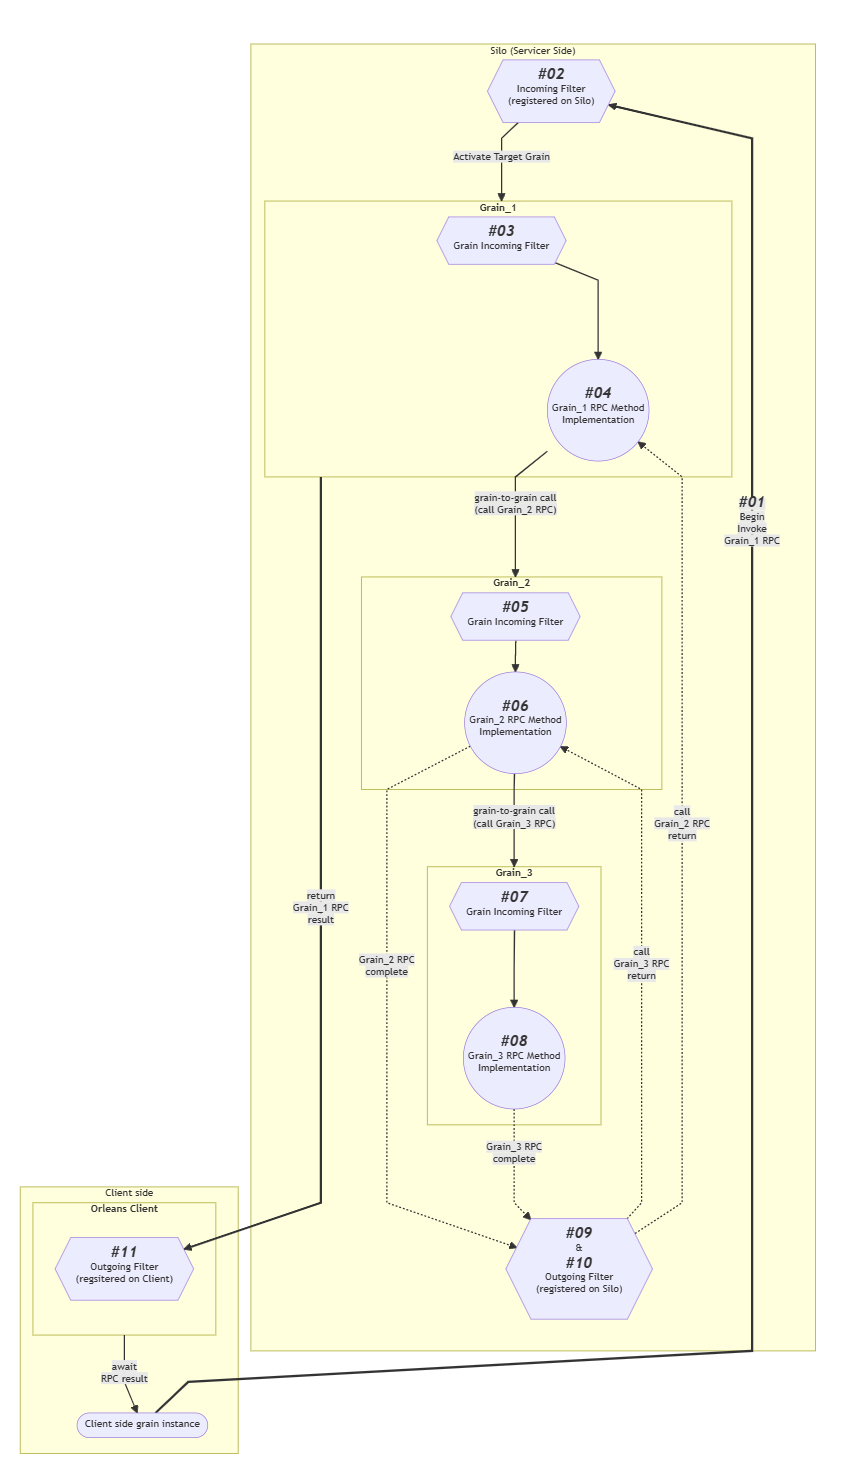 Silo (Servicer Side)
#02
Incoming Filter
(registered on Silo)
Activate Target Grain
Grain_1
#03
Grain Incoming Filter
#04
Grain_1 RPC Method
Implementation
grain-to-grain call
(call Grain_2 RPC)
#01
Begin
Invoke
Grain_1 RPC
Grain_2
#05
Grain Incoming Filter
#06
Grain_2 RPC Method
Implementation
grain-to-grain call
(call Grain_3 RPC)
call
Grain_2 RPC
return
Grain_3
#07
Grain Incoming Filter
return
Grain_1 RPC
result
Grain_2 RPC
complete
call
Grain_3 RPC
return
#08
Grain_3 RPC Method
Implementation
Grain_3 RPC
complete
#09
&
#10
Outgoing Filter
(registered on Silo)
Client side
Orleans Client
#11
Outgoing Filter
(regsitered on Client)
await
RPC result
Client side grain instance